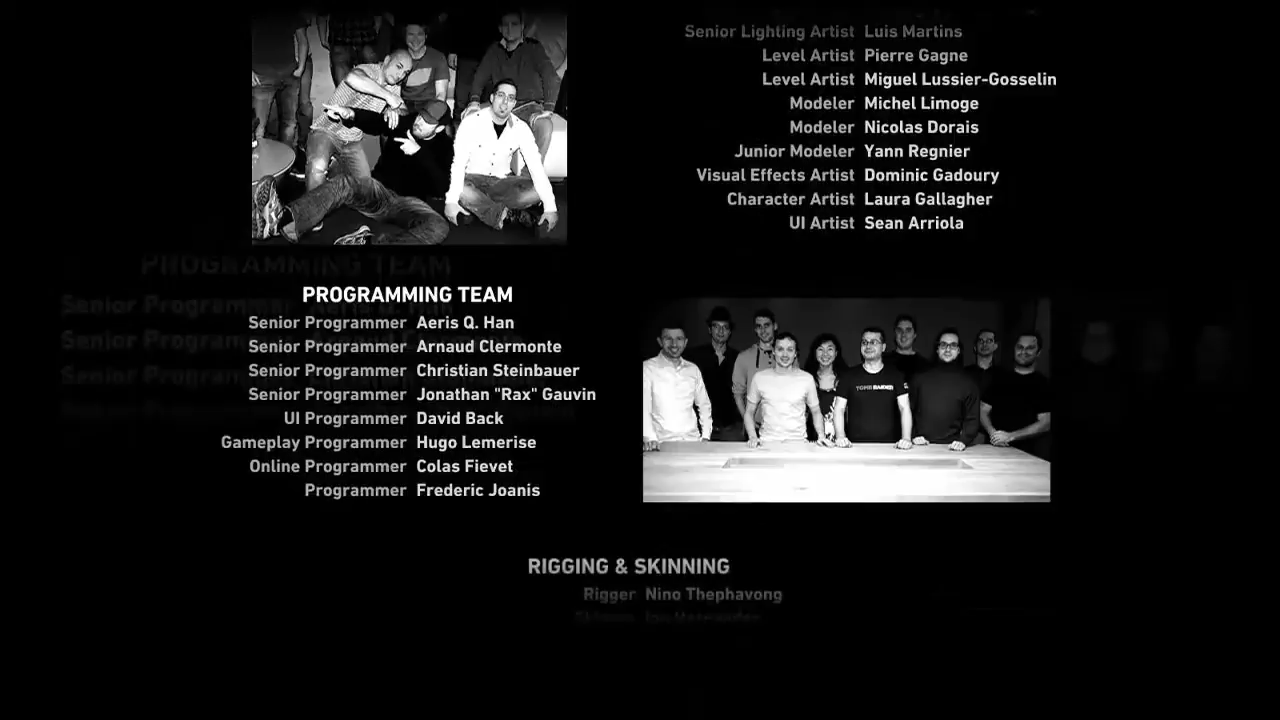 Senior Lighting Artist Luis Martins
Level Artist Pierre Gagne
Level Artist Miguel Lussier-Gosselin
Modeler Michel Limoge
Modeler Nicolas Dorais
Junior Modeler Yann Regnier
Visual Effects Artist Dominic Gadoury
Character Artist Laura Gallagher
UI Artist Sean Arriola
PROGRAMMING TEAM
Senior Programmer Aeris Q. Han
Senior Programmer Arnaud Clermonte
Senior Programmer Christian Steinbauer
Senior Programmer Jonathan "Rax" Gauvin
UI Programmer David Back
Gameplay Programmer Hugo Lemerise
Online Programmer Colas Fievet
Programmer Frederic Joanis
TOMB RAIDER
RIGGING & SKINNING
Rigger Nino Thephavong